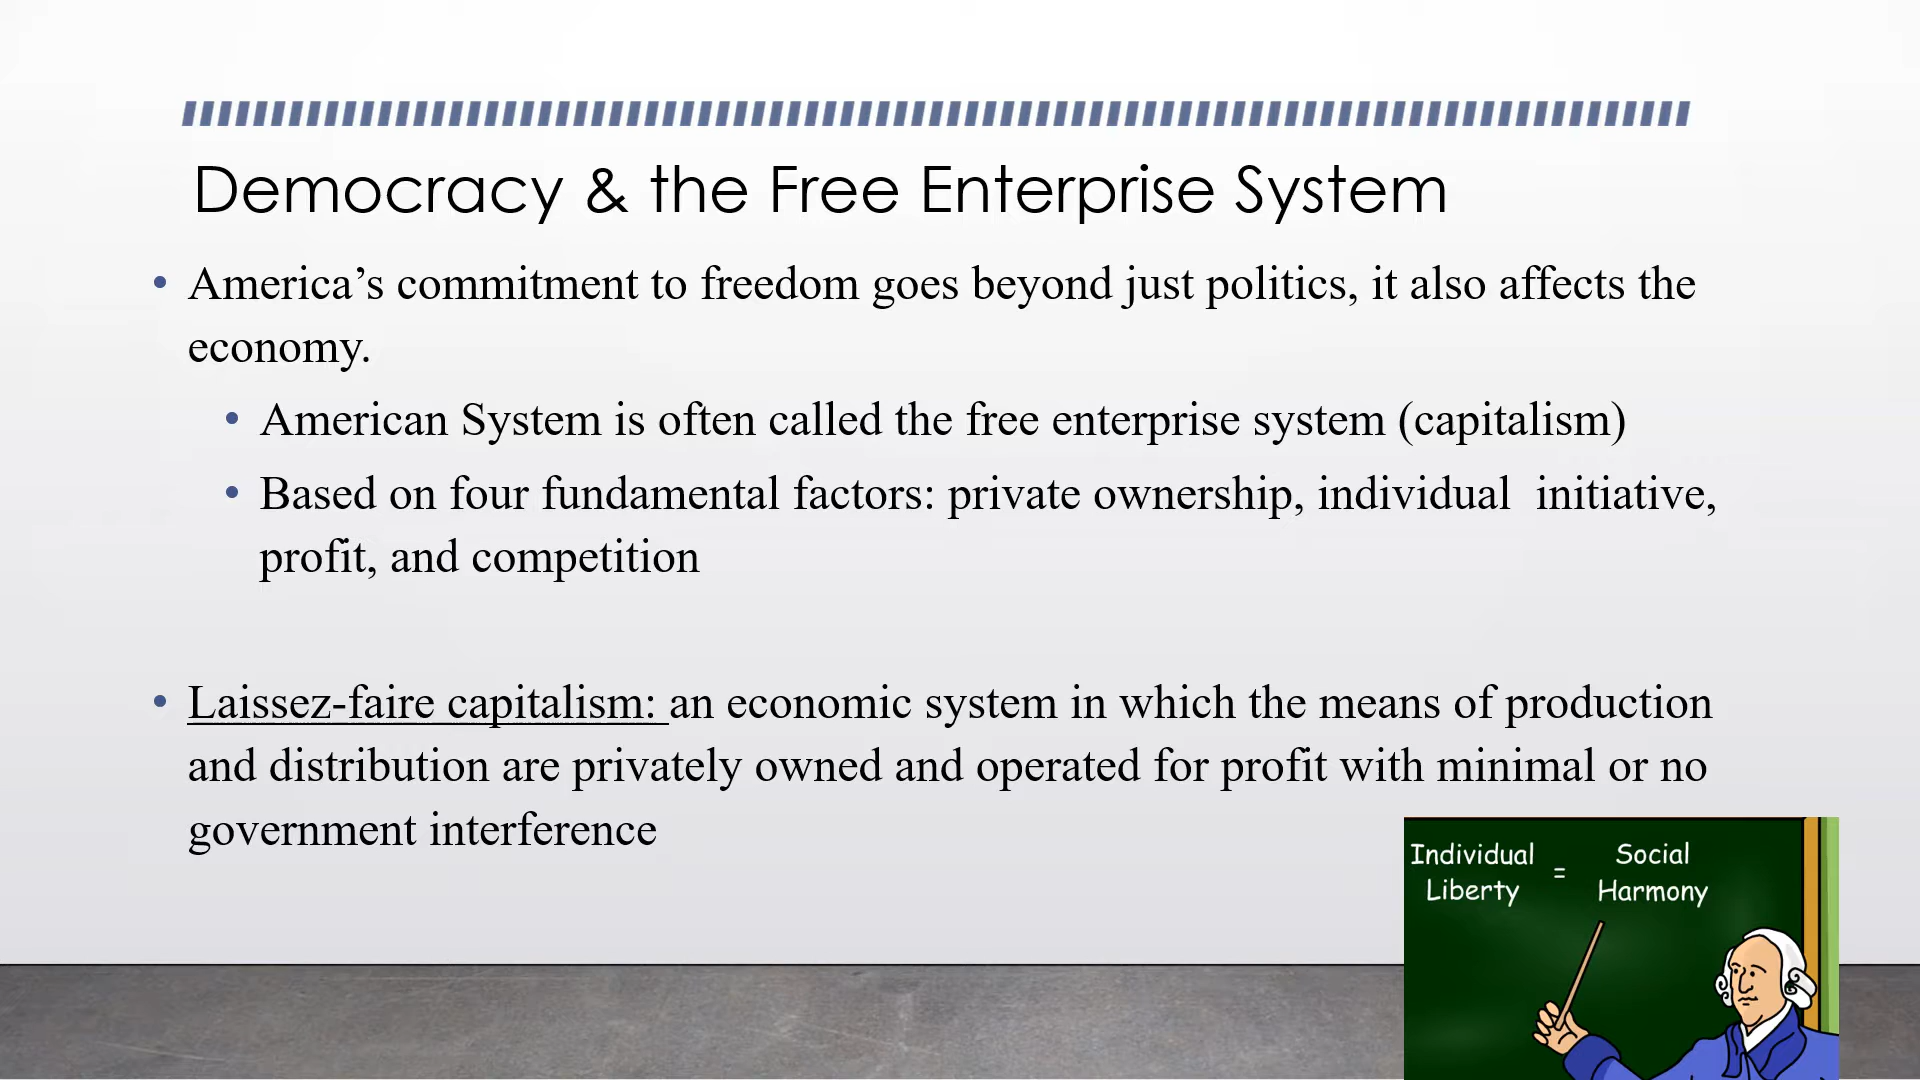 Democracy & the Free Enterprise System
• America’s commitment to freedom goes beyond just politics, it also affects the
economy.
• American System is often called the free enterprise system (capitalism)
• Based on four fundamental factors: private ownership, individual  initiative,
profit, and competition
• Laissez-faire capitalism: an economic system in which the means of production
and distribution are privately owned and operated for profit with minimal or no
government interference
Individual
Liberty
=
Social
Harmony